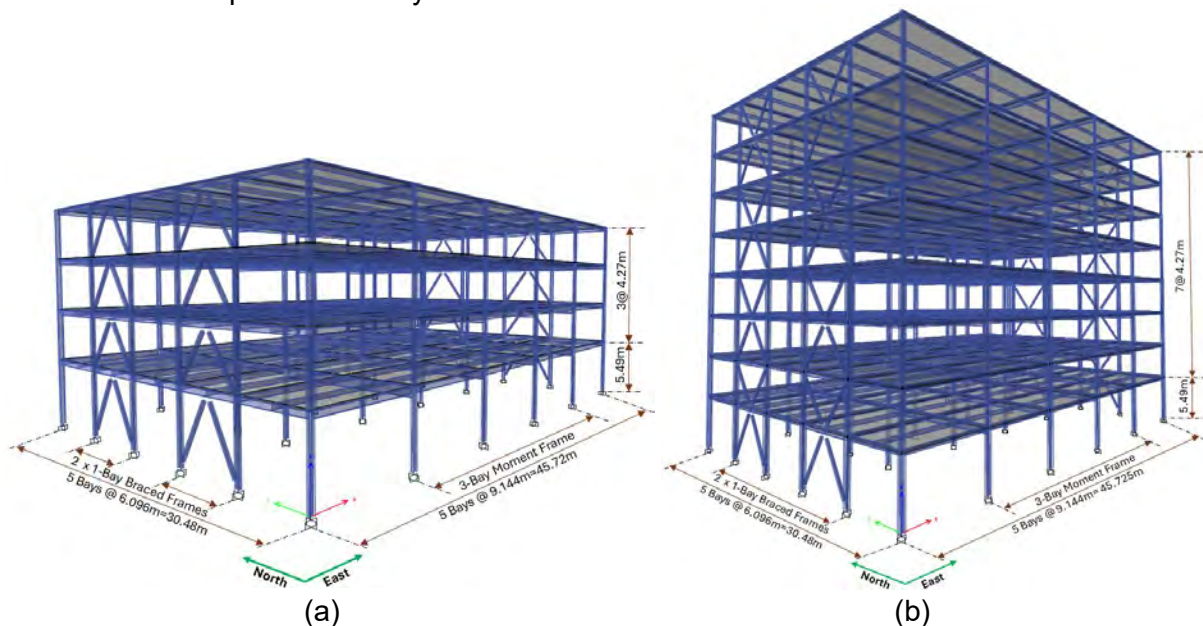 3@ 4.27m
5.49m
2 x 1-Bay Braced Frames
5 Bays @ 6.096m=30.48m
3-Bay Moment Frame
5 Bays @ 9.144m=45.72m
North
East
(a)
7@ 4.27m
5.49m
2 x 1-Bay Braced Frames
5 Bays @ 6.096m=30.48m
3-Bay Moment Frame
5 Bays @ 9.144m= 45.725m
North
East
(b)